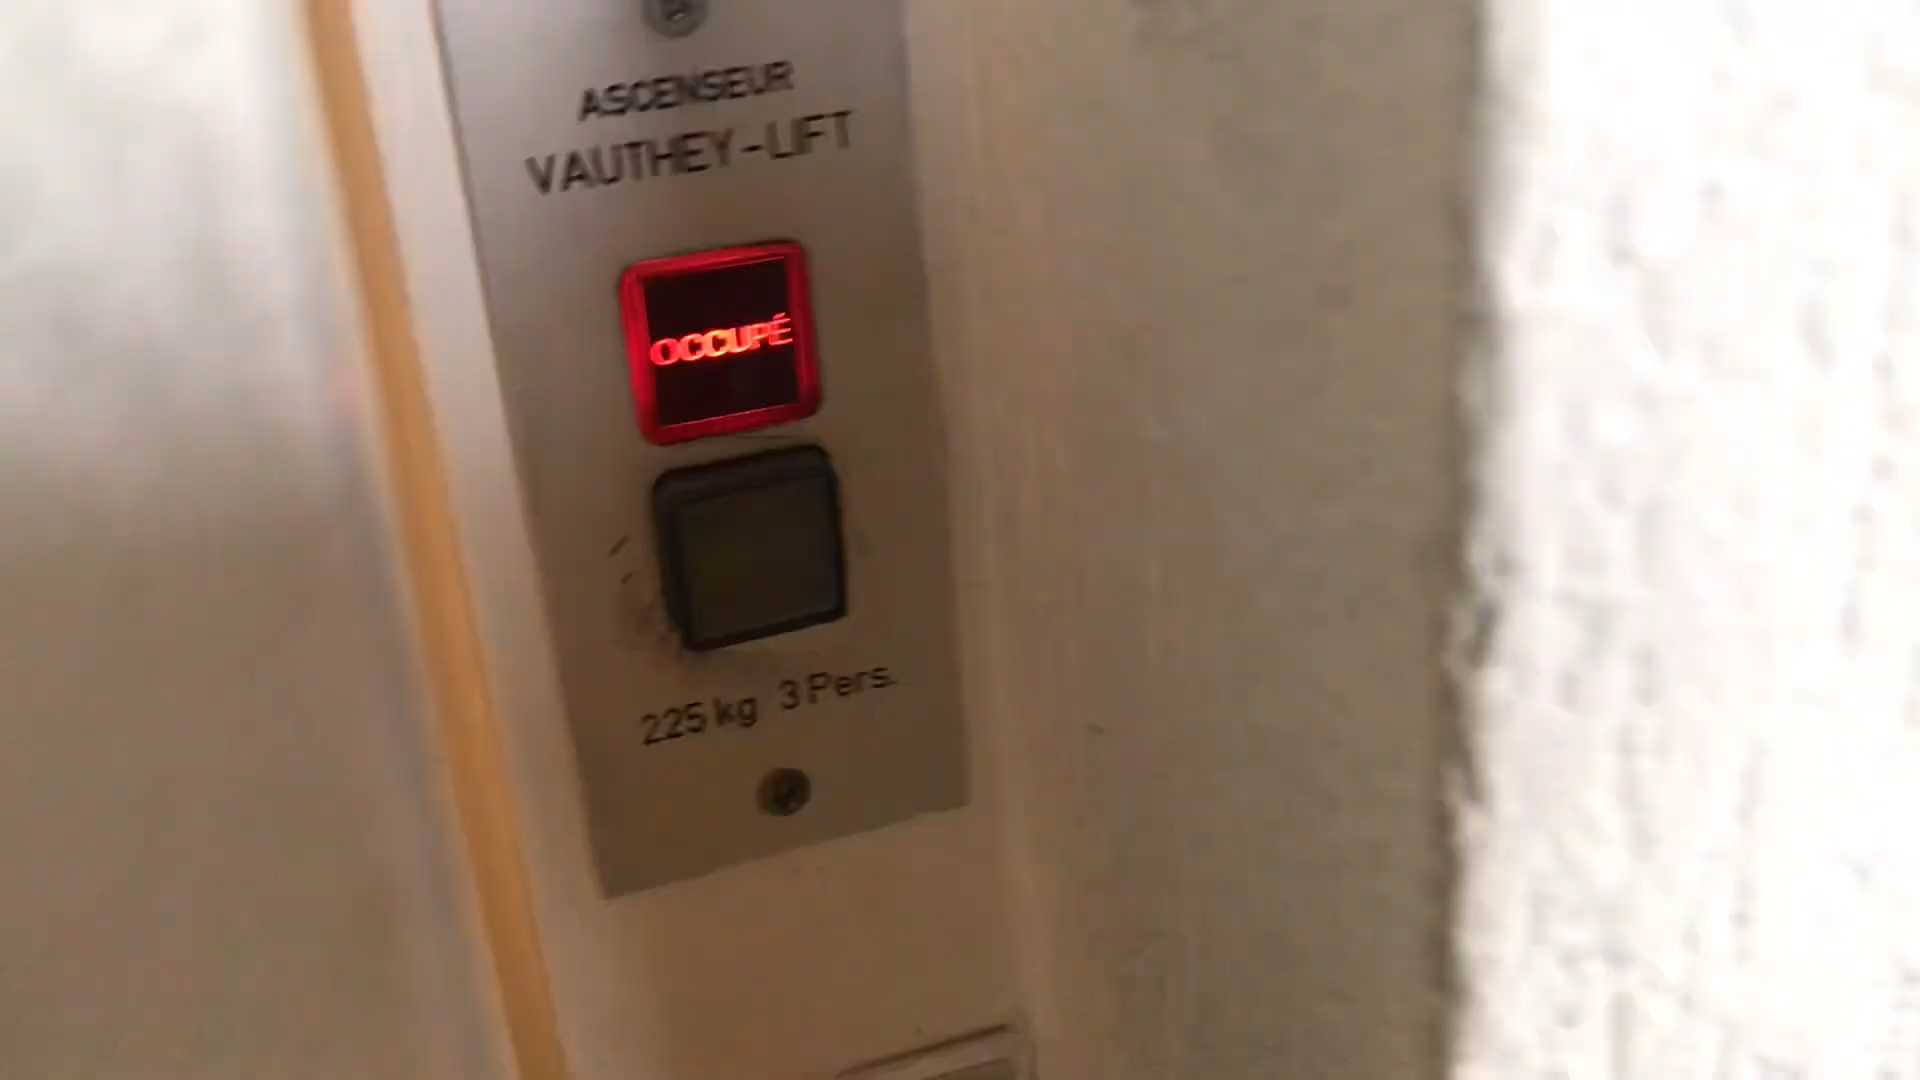 ASCENSEUR
VAUTHEY-LIFT
OCCUPÉ
225 kg 3 Pers.